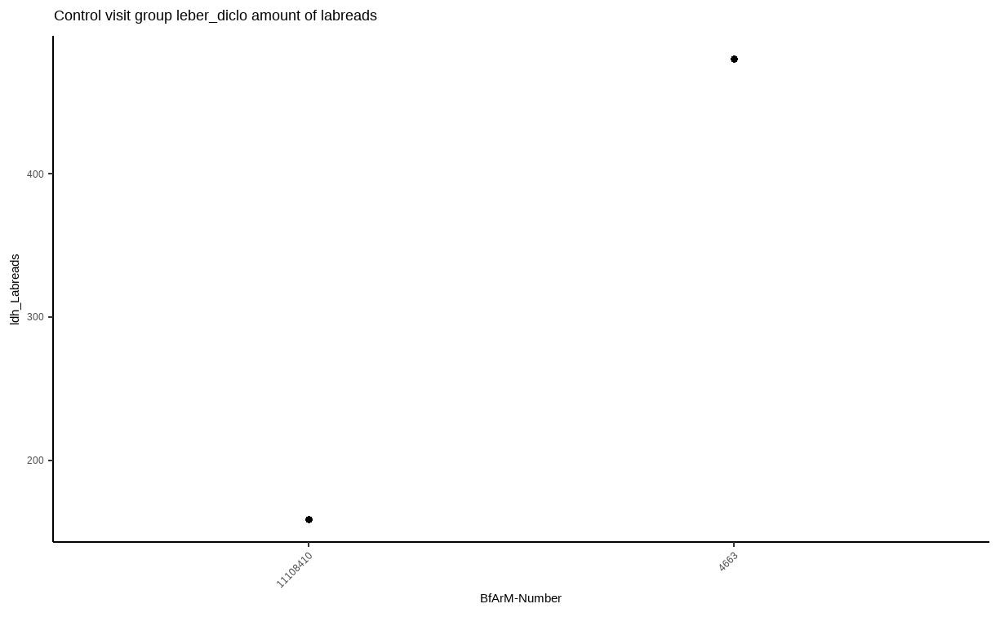 Control visit group leber_diclo amount of labreads
ldh_Labreads
400
300
200
11108410
4663
BfArM-Number